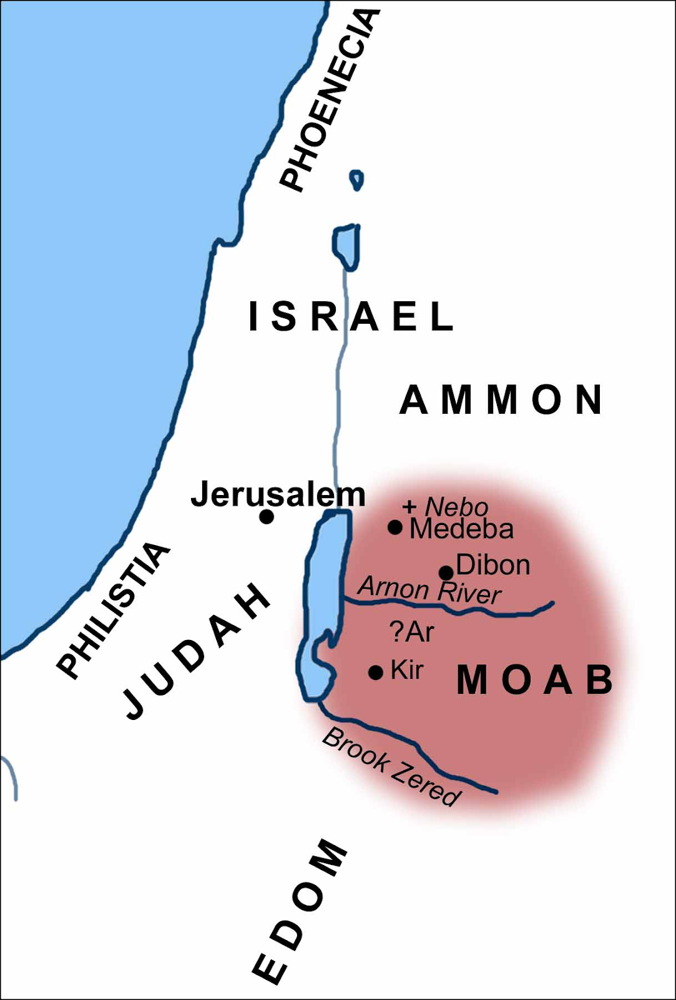 PHOENECIA
ISRAEL
AMMON
Jerusalem
+ Nebo
Medeba
Dibon
Arnon River
PHILISTIA
JUDAH
?Ar
Kir
MOAB
Brook Zered
EDOM